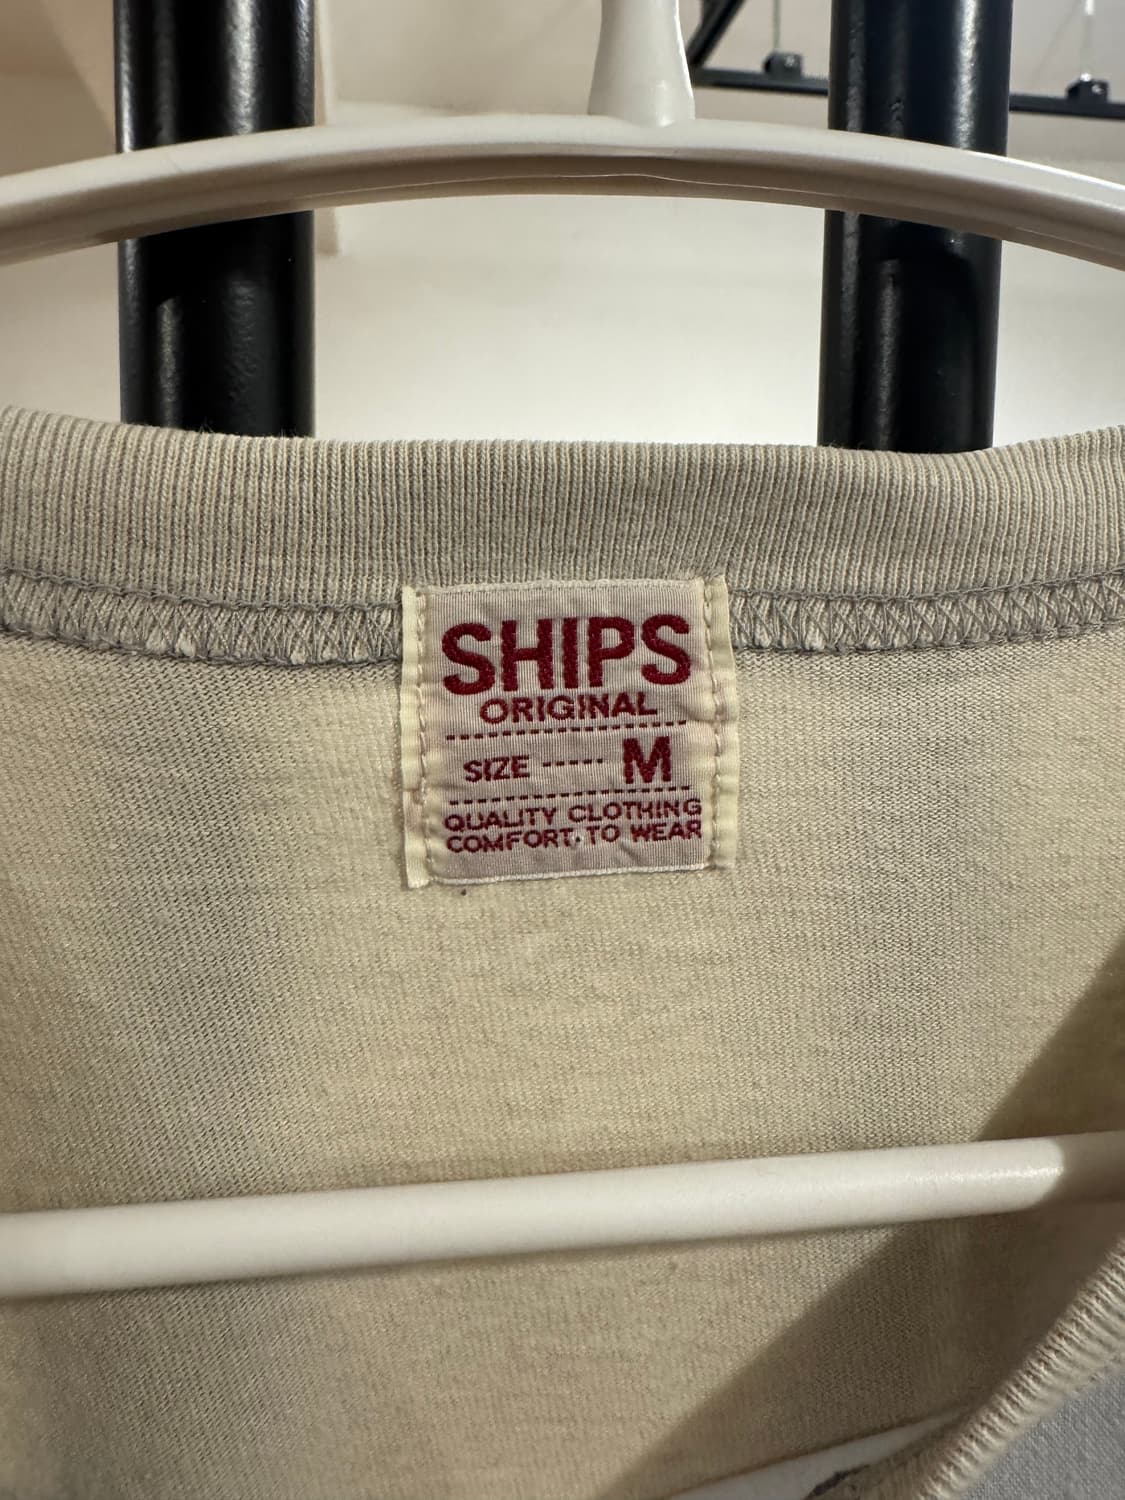 SHIPS
ORIGINAL
SIZE ----- M
QUALITY CLOTHING
COMFORT TO WEAR